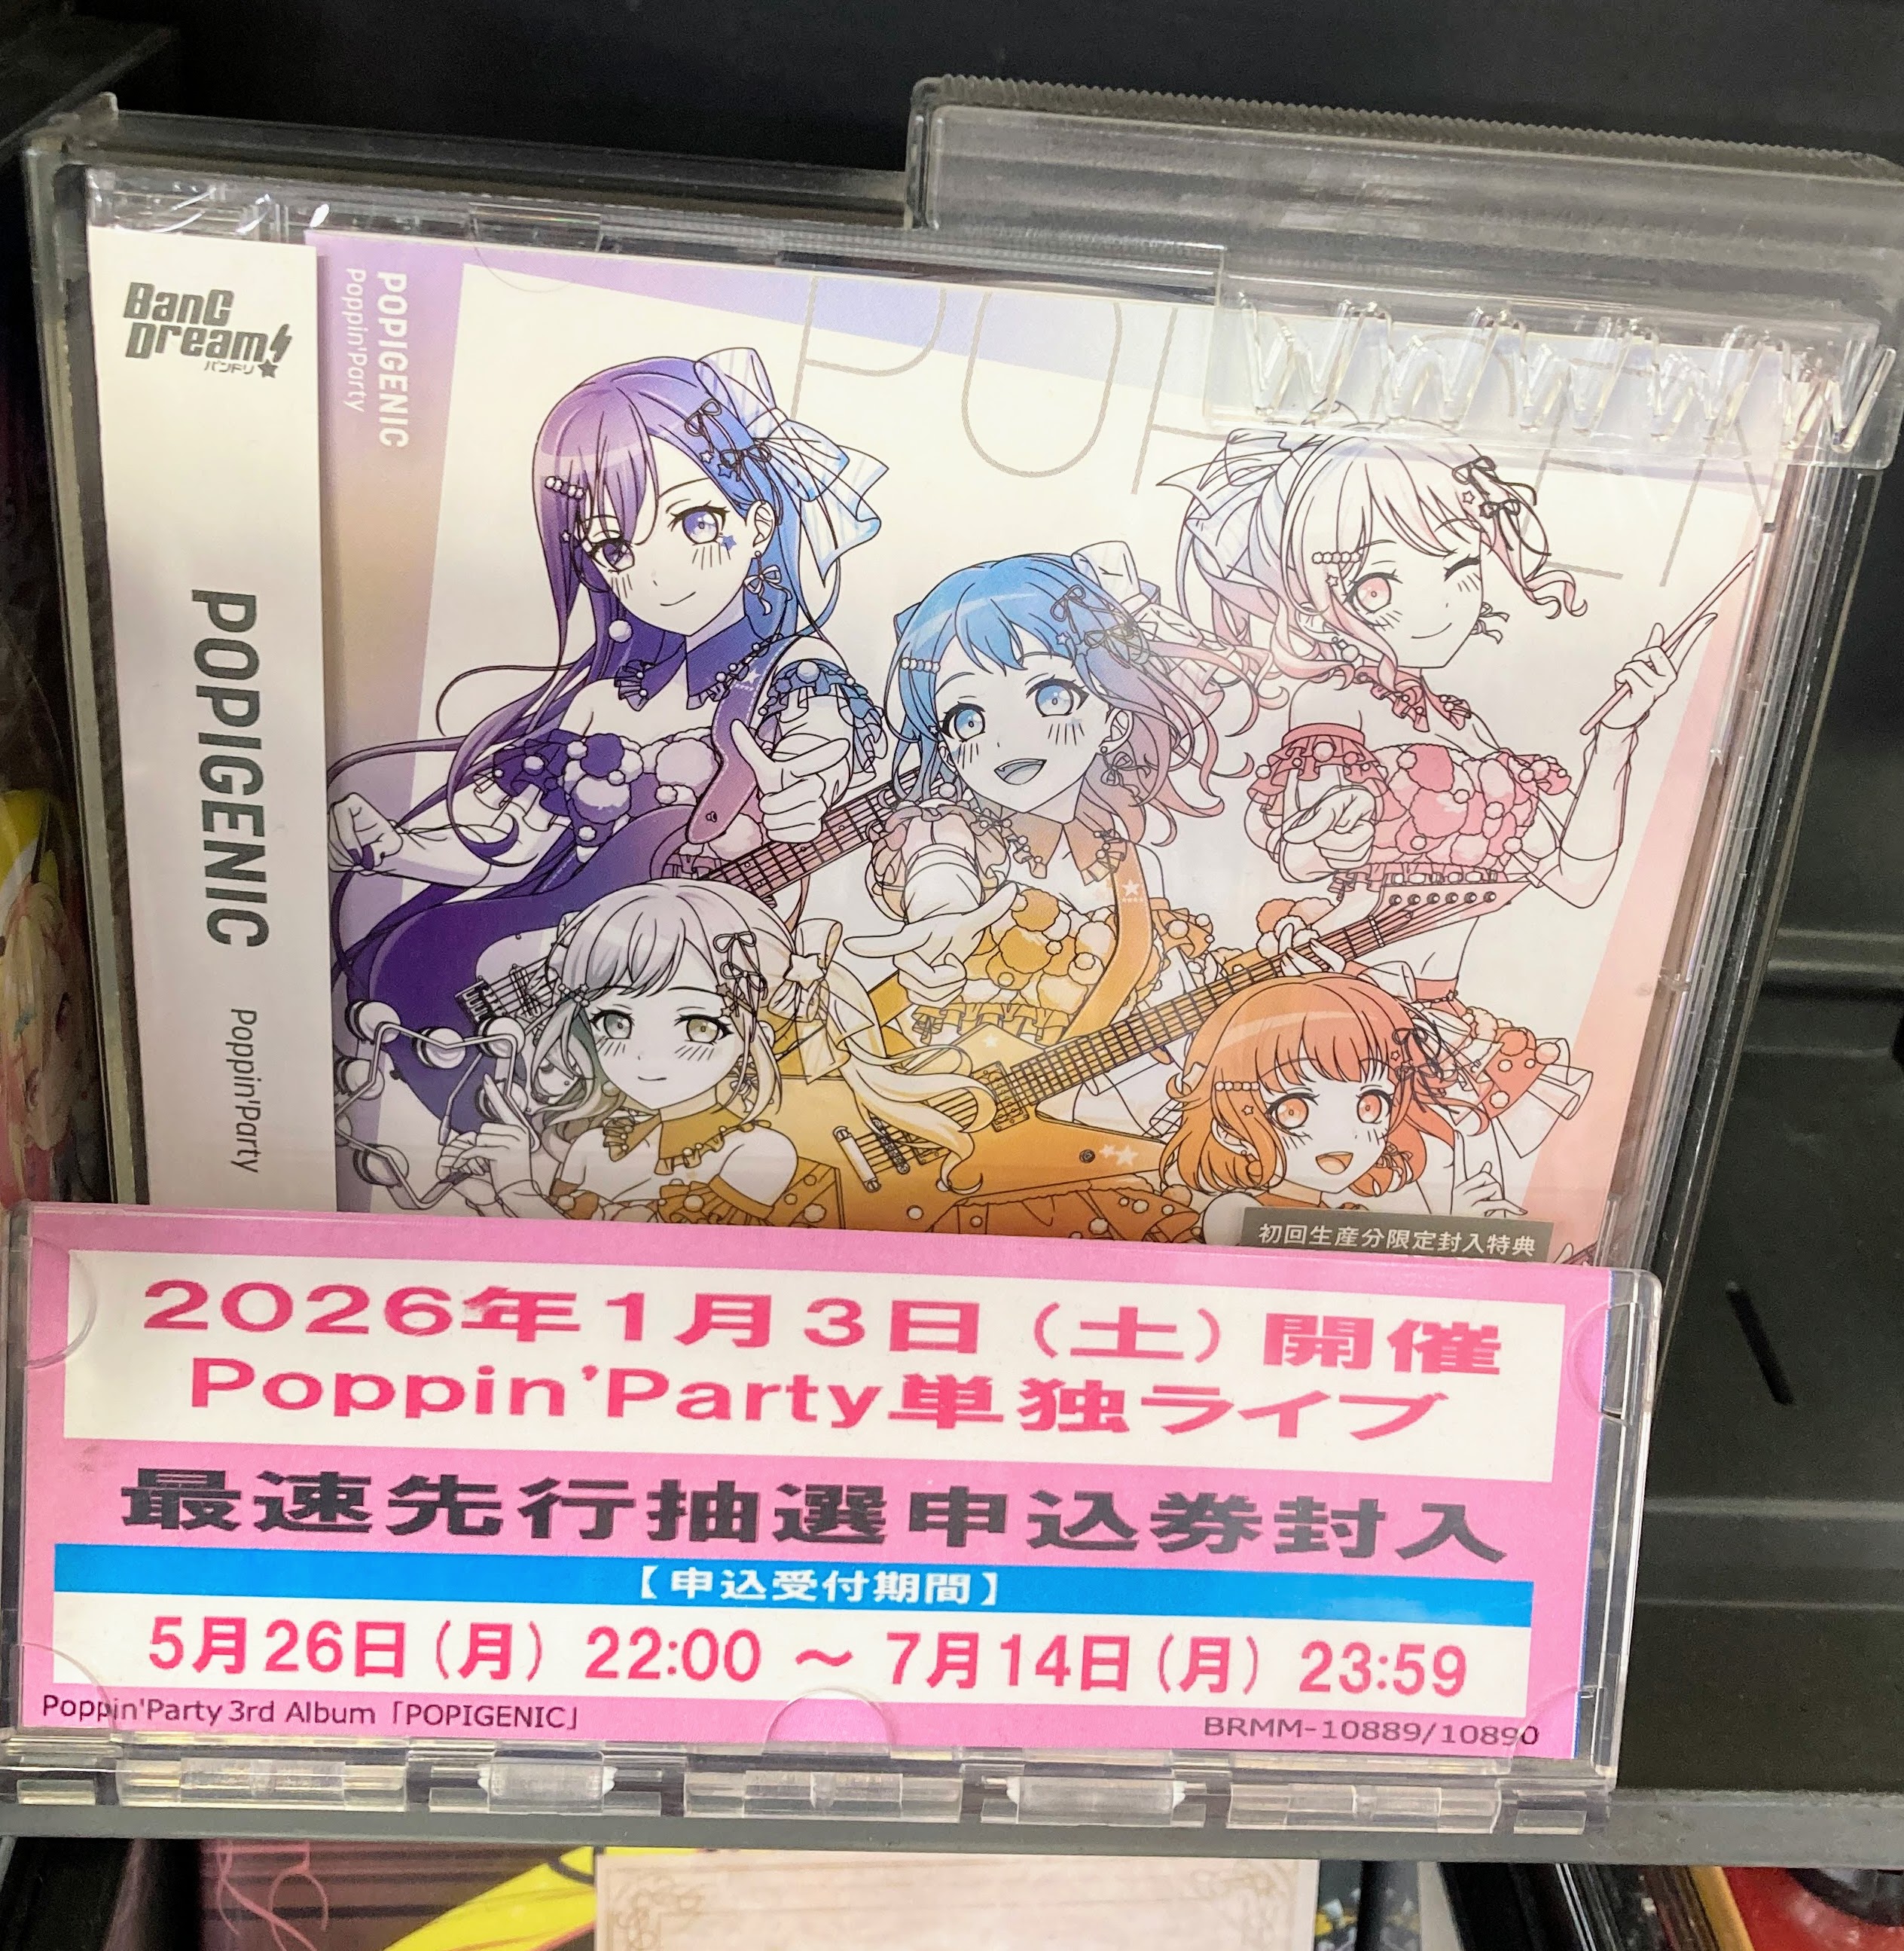 BanG
Dream!
バンドリ
POPIGENIC
Poppin'Party
POPIGENIC
Poppin'Party
初回生産分限定封入特典
2026年1月3日（土）開催
Poppin'Party単独ライブ
最速先行抽選申込券封入
【申込受付期間】
5月26日（月）22:00 ～ 7月14日（月）23:59
Poppin'Party 3rd Album「POPIGENIC」
BRMM-10889/10890